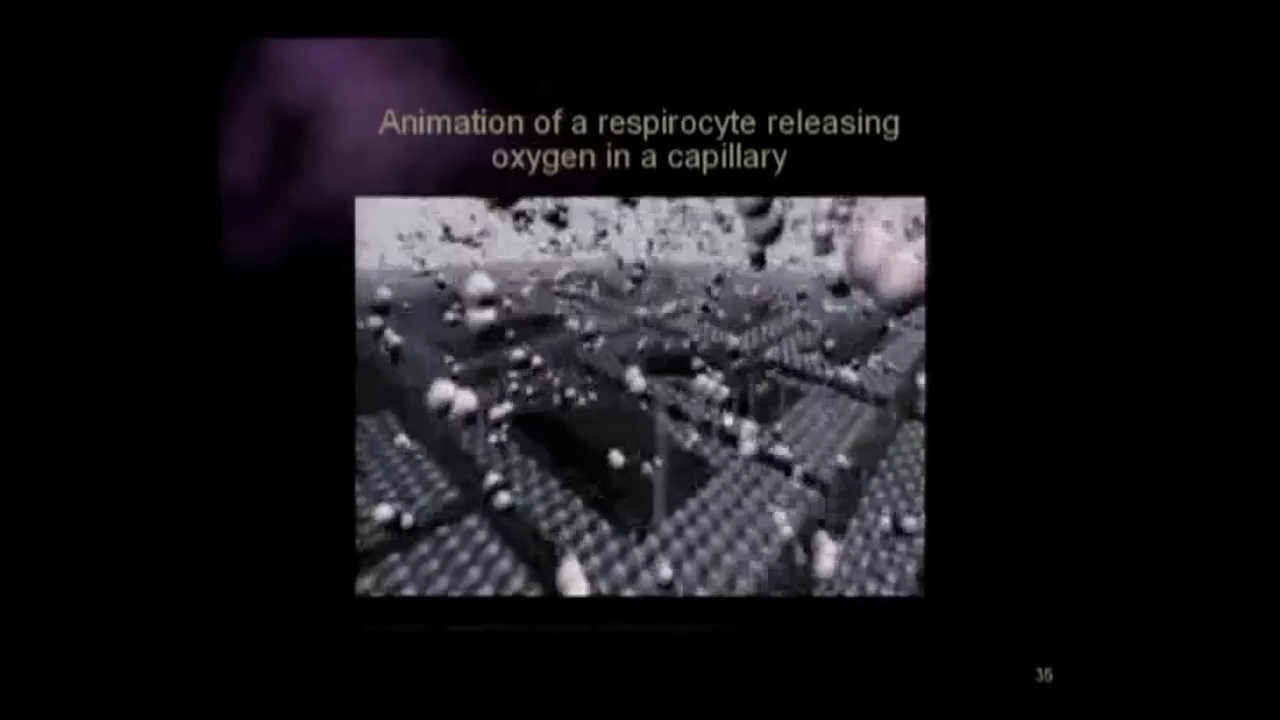 Animation of a respirocyte releasing
oxygen in a capillary
35